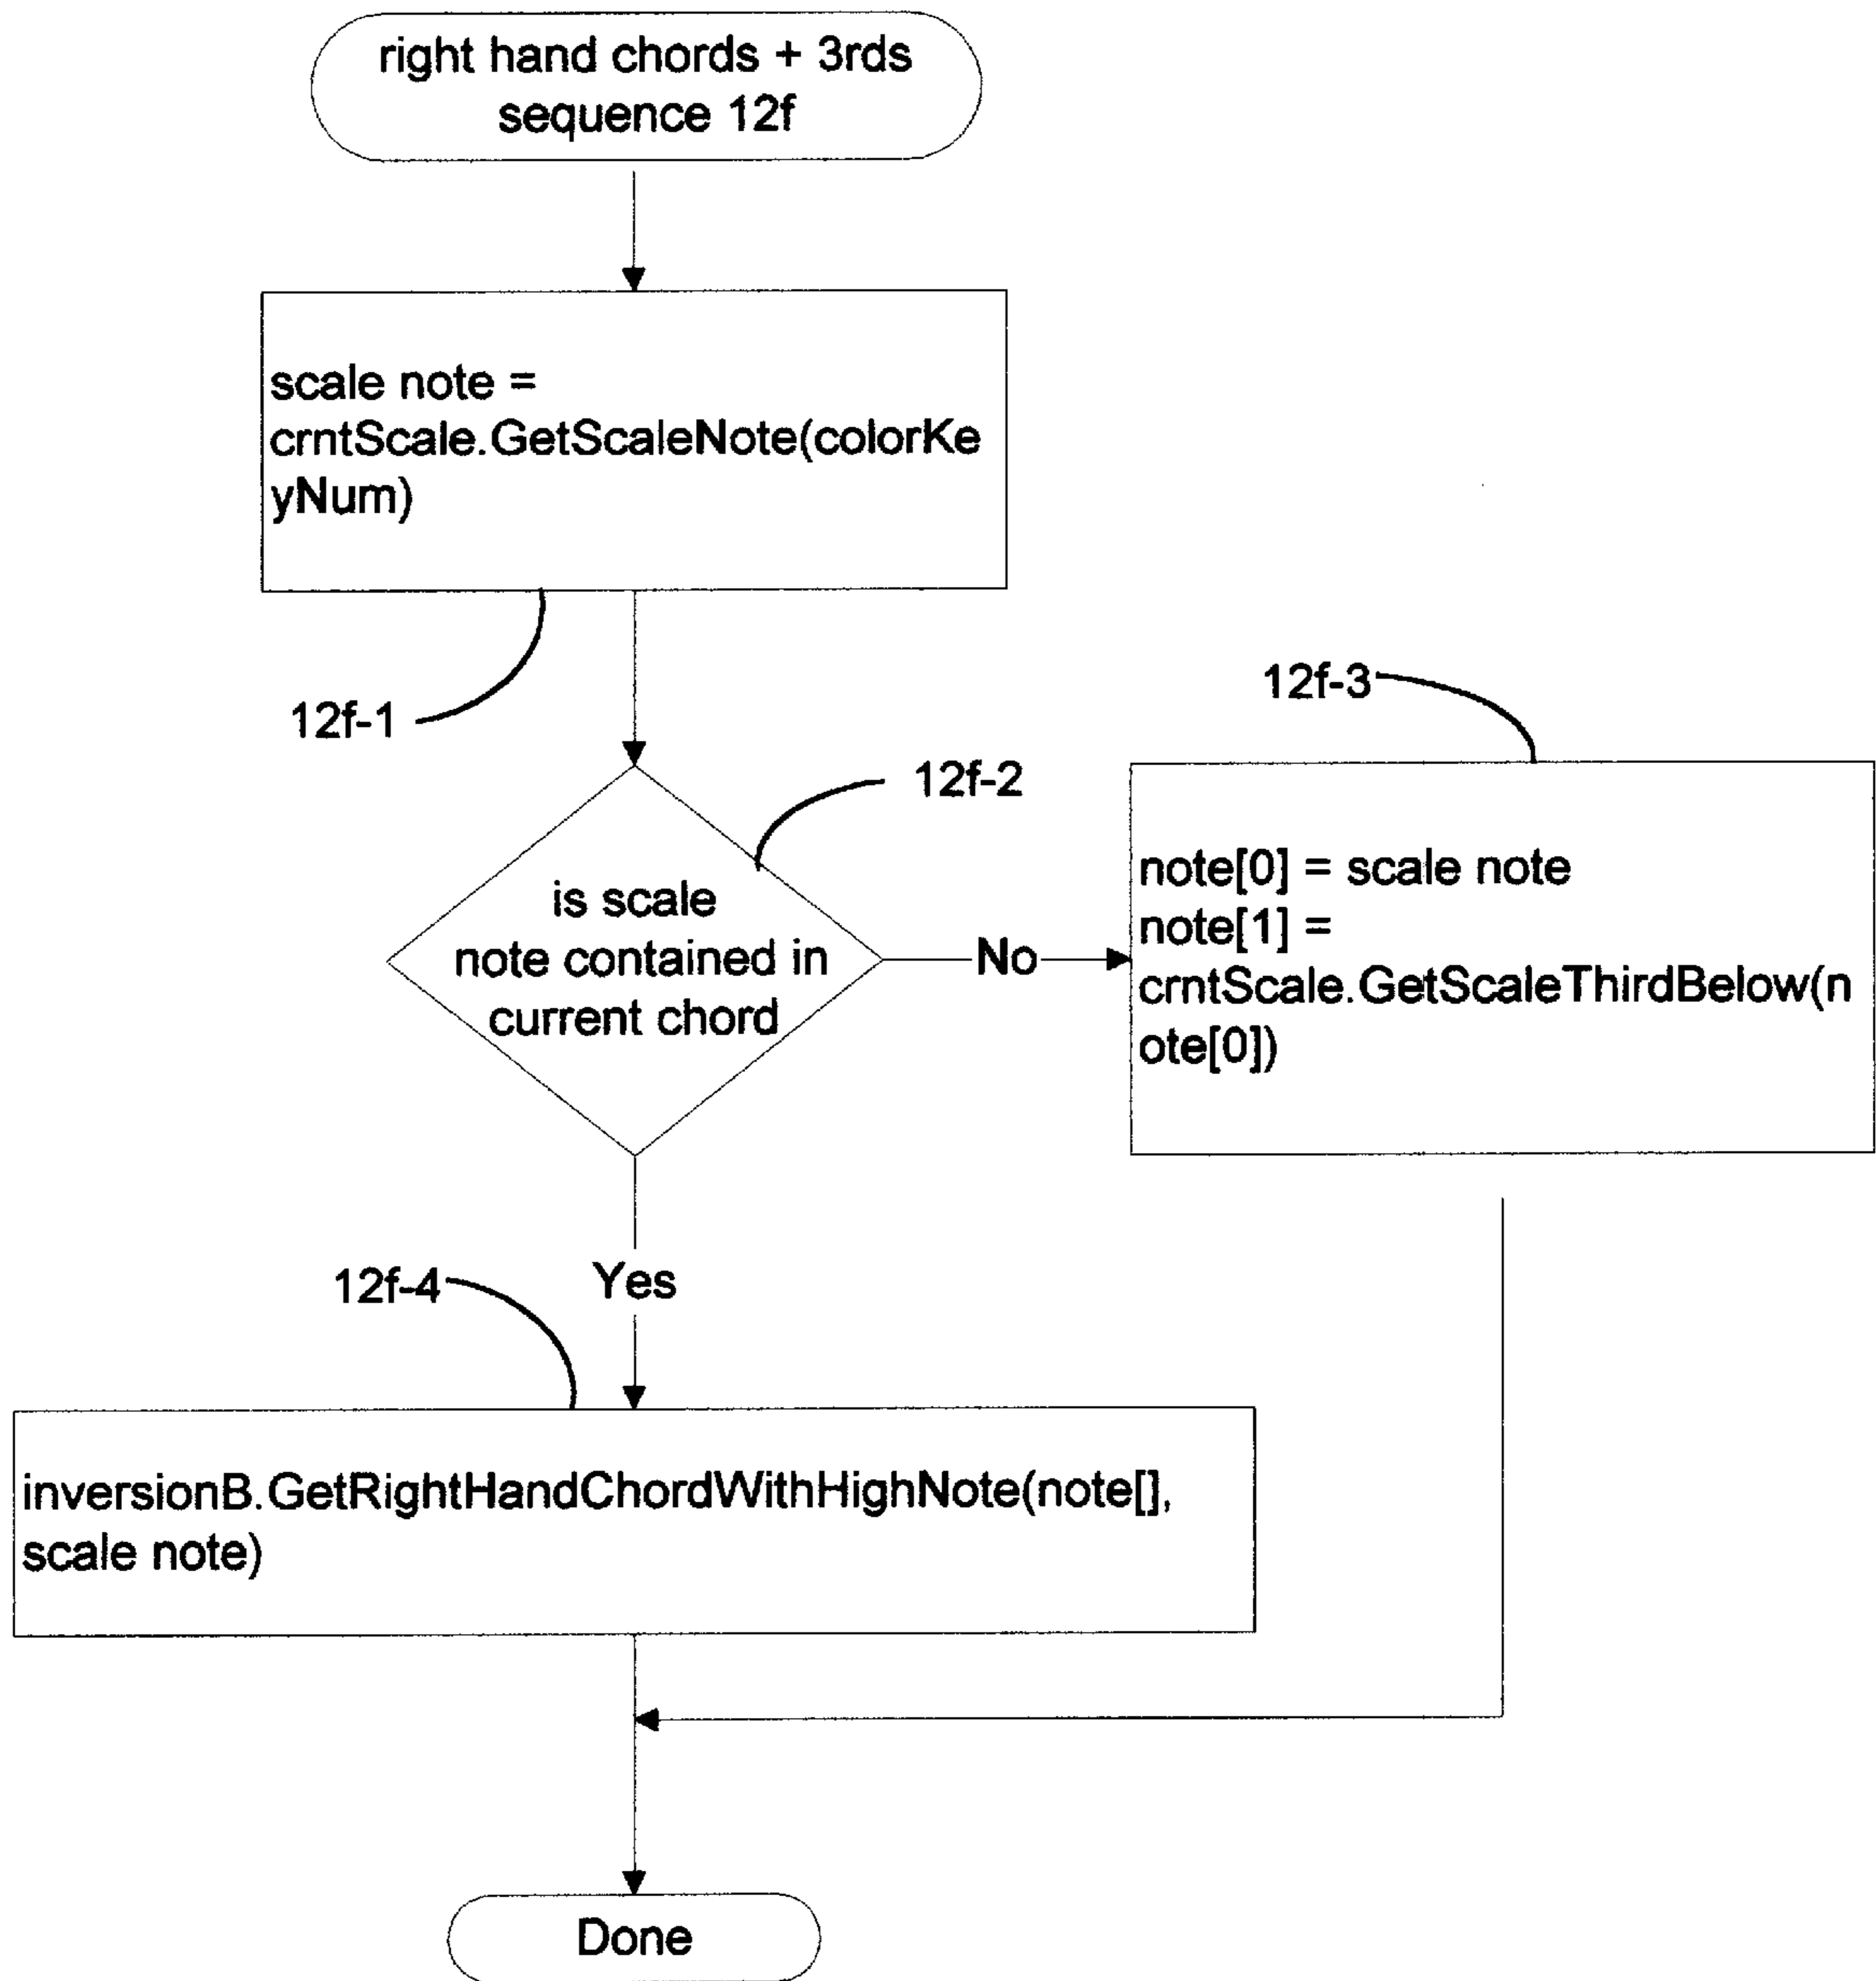 right hand chords + 3rds
sequence 12f
scale note =
crntScale.GetScaleNote(colorKe
yNum)
12f-1
12f-2
12f-3
is scale
note contained in
current chord
No
note[0] = scale note
note[1] =
crntScale.GetScaleThirdBelow(n
ote[0])
Yes
12f-4
inversionB.GetRightHandChordWithHighNote(note[],
scale note)
Done